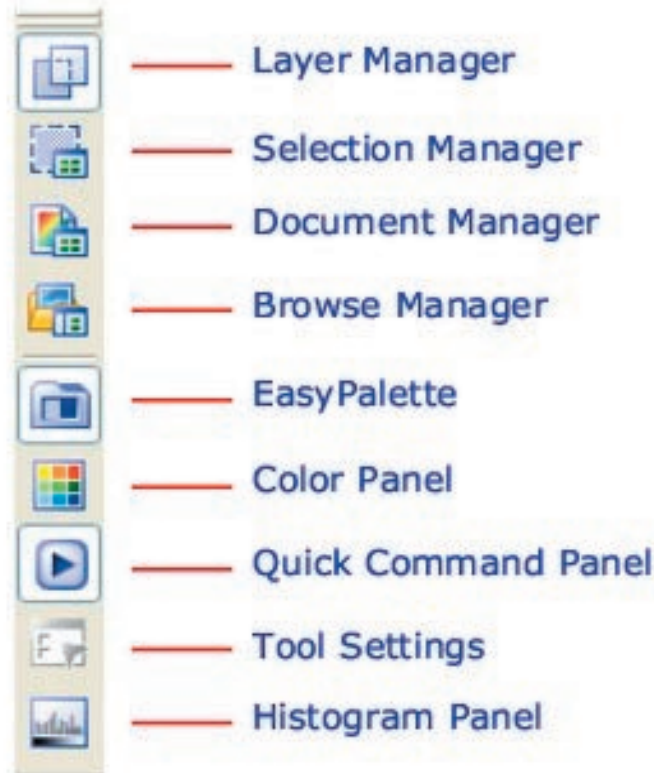 Layer Manager
Selection Manager
Document Manager
Browse Manager
EasyPalette
Color Panel
Quick Command Panel
Tool Settings
Histogram Panel